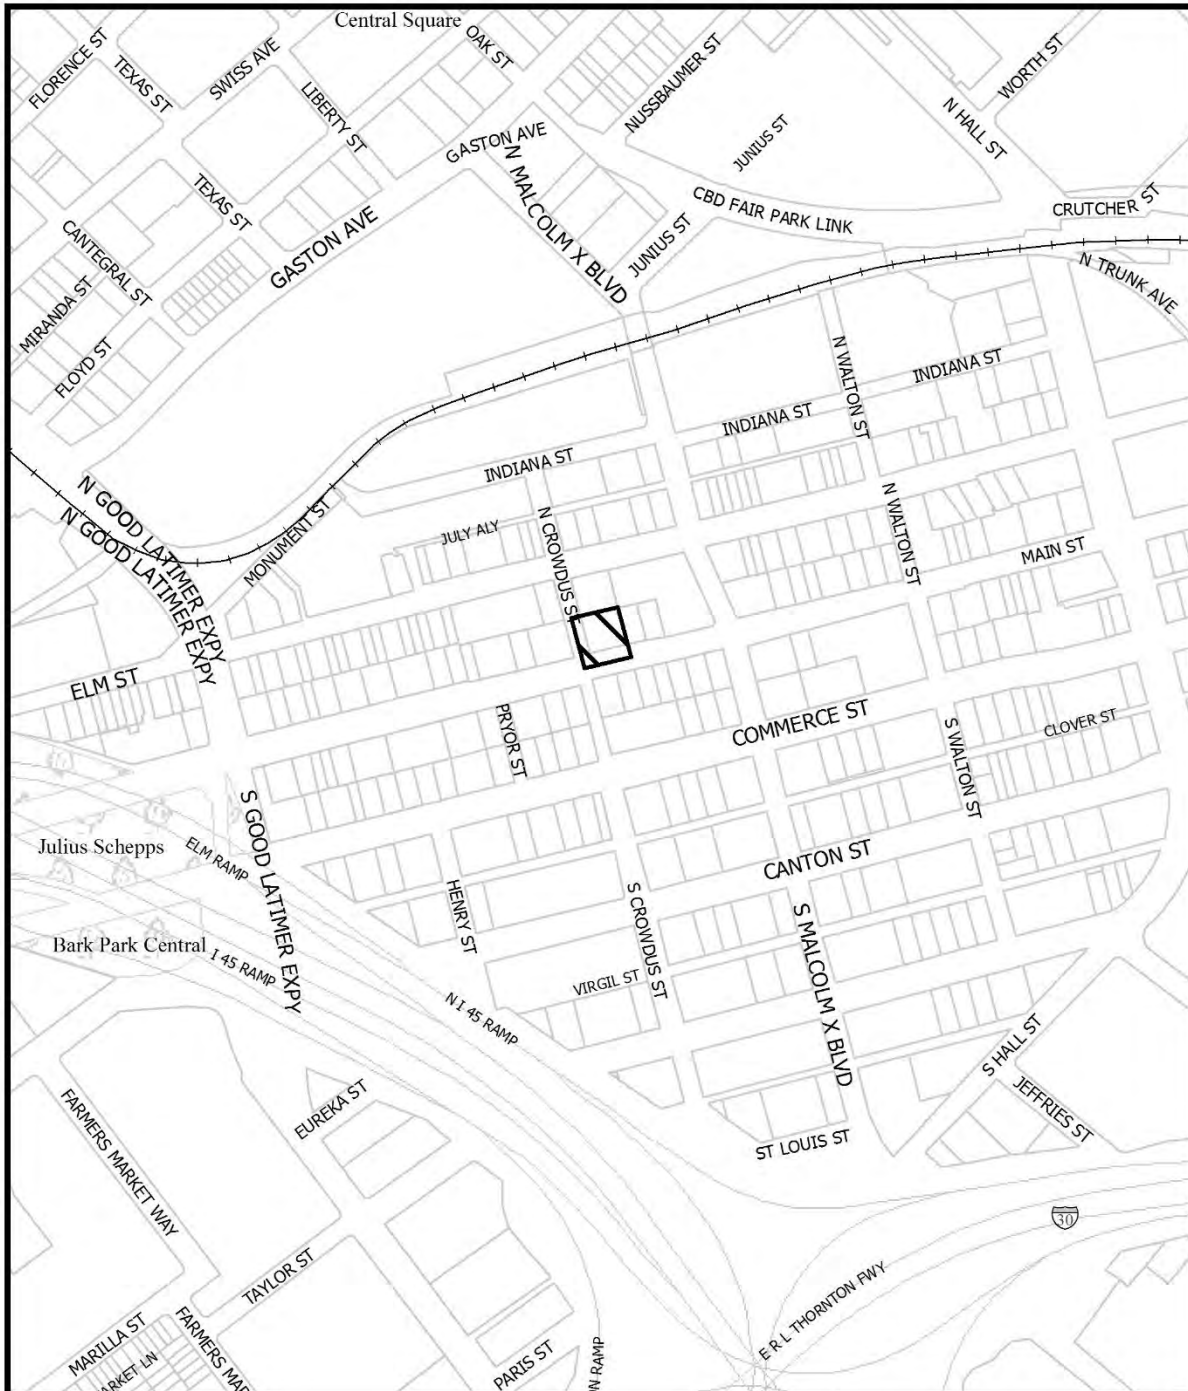 Central Square
FLORENCE ST
TEXAS ST
SWISS AVE
OAK ST
LIBERTY ST
NUSSBAUMER ST
WORTH ST
N HALL ST
JUNIUS ST
GASTON AVE
N MALCOLM X BLVD
TEXAS ST
CBD FAIR PARK LINK
CRUTCHER ST
CANTEGRAL ST
GASTON AVE
JUNIUS ST
N TRUNK AVE
MIRANDA ST
FLOYD ST
N WALTON ST
INDIANA ST
INDIANA ST
INDIANA ST
N GOOD LATIMER EXPY
N GOOD LATIMER EXPY
MONUMENT ST
JULY ALY
N CROWDUS ST
N WALTON ST
MAIN ST
ELM ST
PRYOR ST
COMMERCE ST
S WALTON ST
CLOVER ST
S GOOD LATIMER EXPY
Julius Schepps
ELM RAMP
CANTON ST
HENRY ST
S CROWDUS ST
S MALCOLM X BLVD
Bark Park Central
I 45 RAMP
VIRGIL ST
N I 45 RAMP
S HALL ST
JEFFRIES ST
EUREKA ST
FARMERS MARKET WAY
ST LOUIS ST
30
TAYLOR ST
E R L THORNTON FWY
MARILLA ST
FARMERS MAR
ARKET LN
PARIS ST
N RAMP